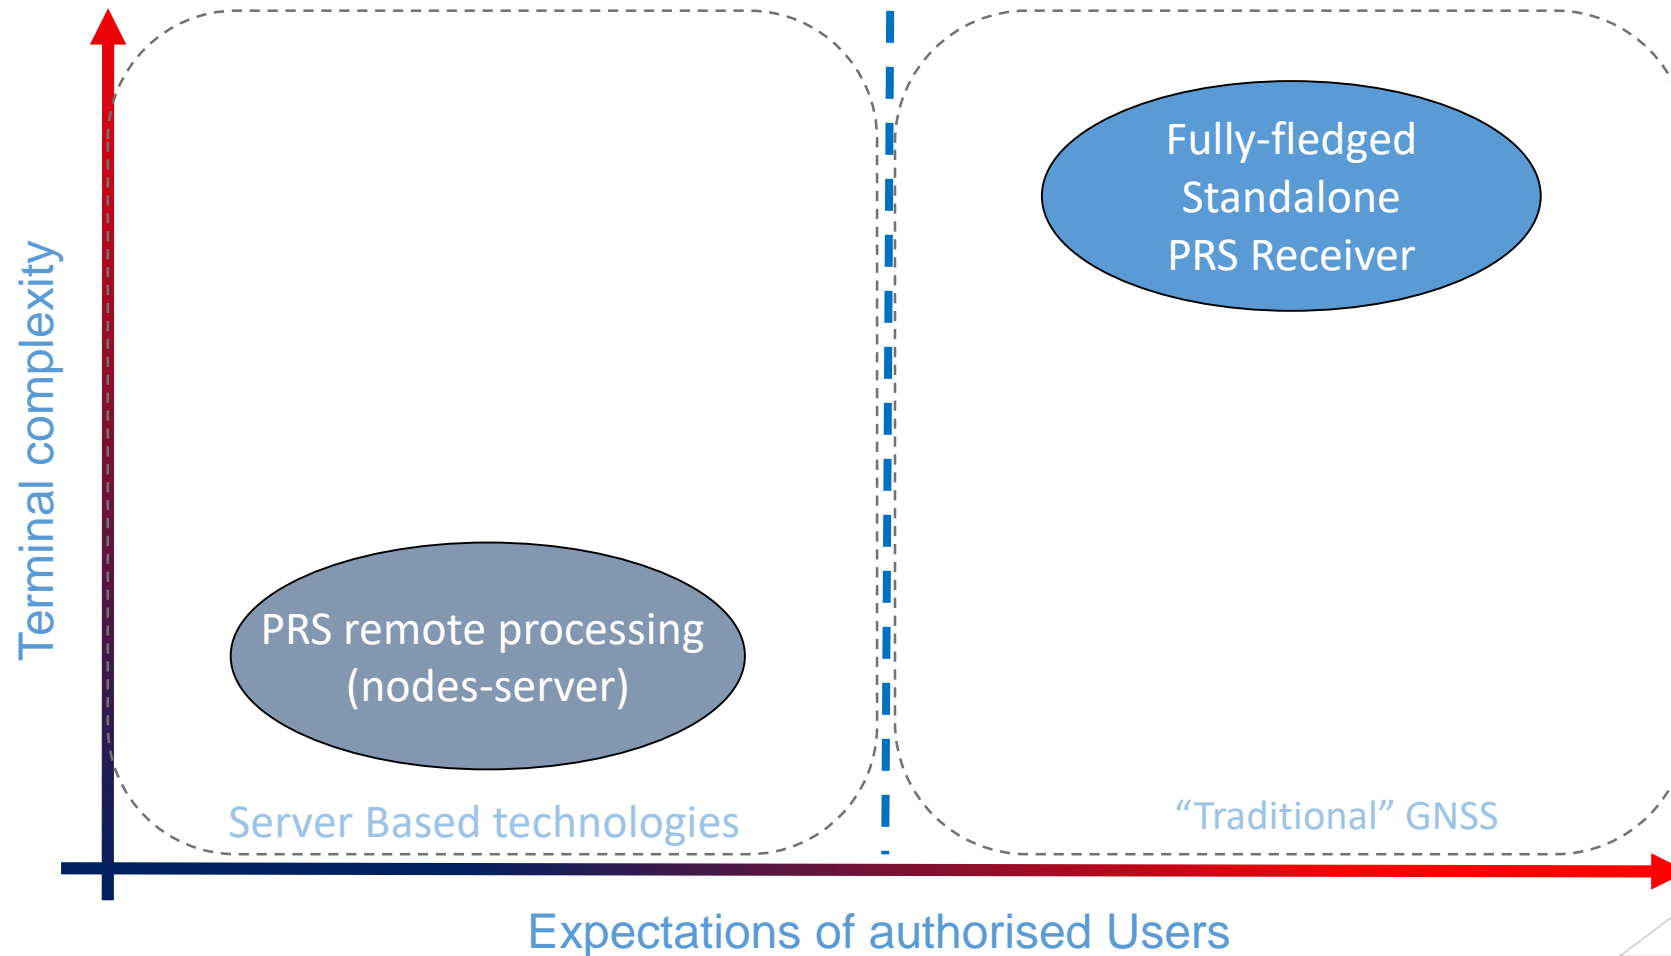 Terminal complexity
Fully-fledged
Standalone
PRS Receiver
PRS remote processing
(nodes-server)
Server Based technologies
“Traditional” GNSS
Expectations of authorised Users